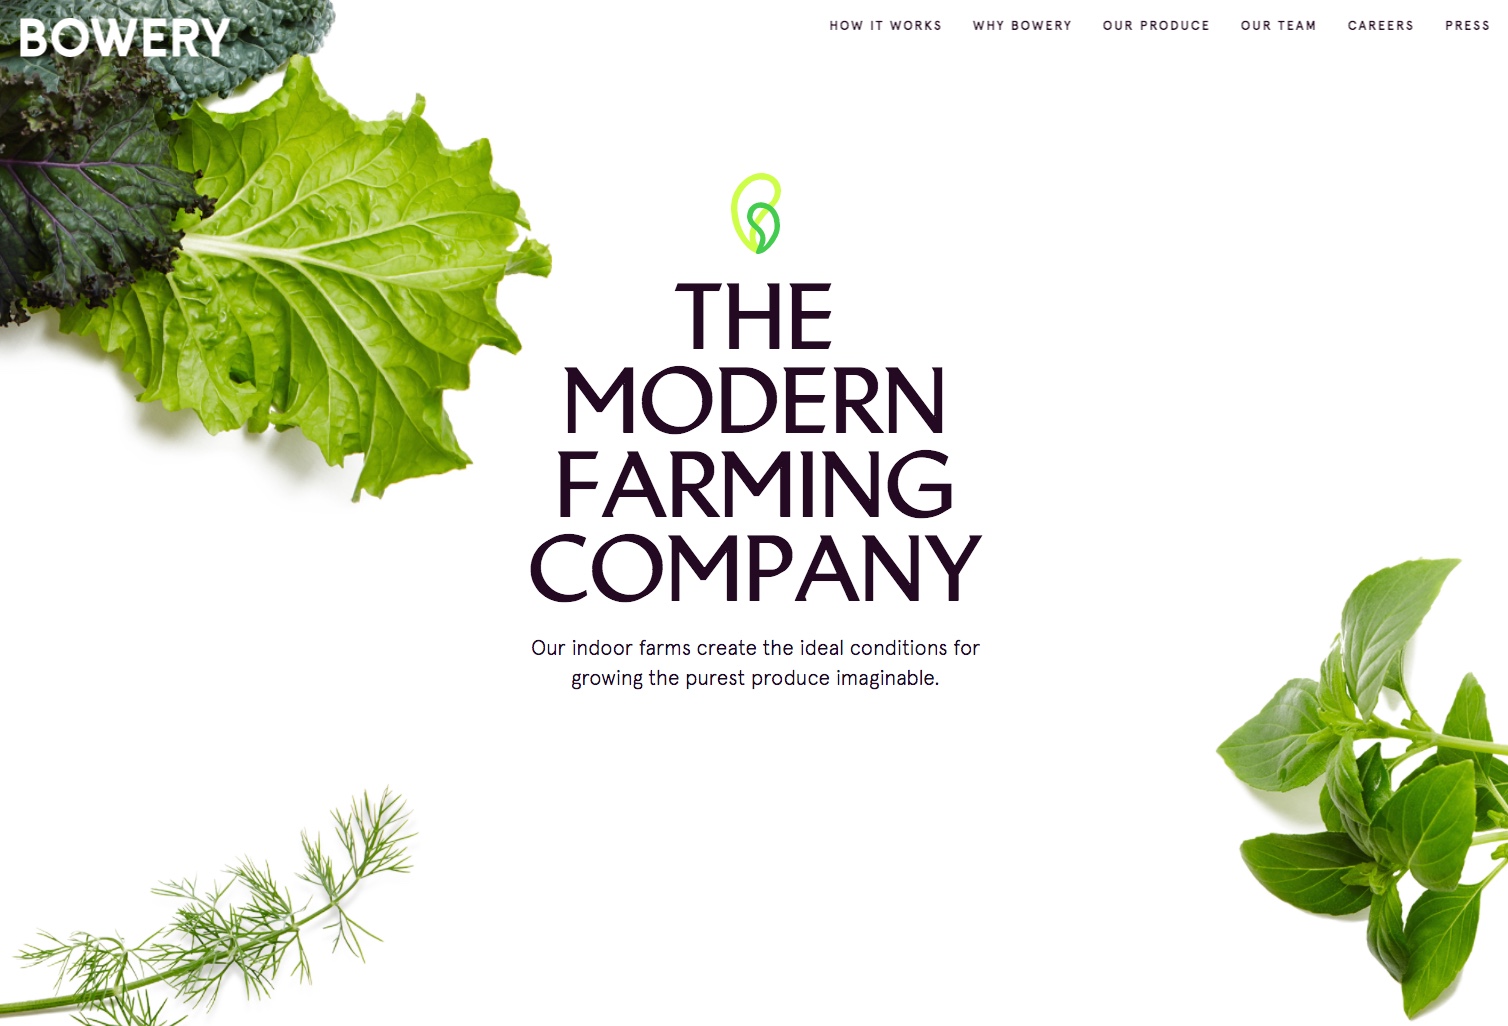 BOWERY
HOW IT WORKS
WHY BOWERY
OUR PRODUCE
OUR TEAM
CAREERS
PRESS
THE
MODERN
FARMING
COMPANY
Our indoor farms create the ideal conditions for
growing the purest produce imaginable.